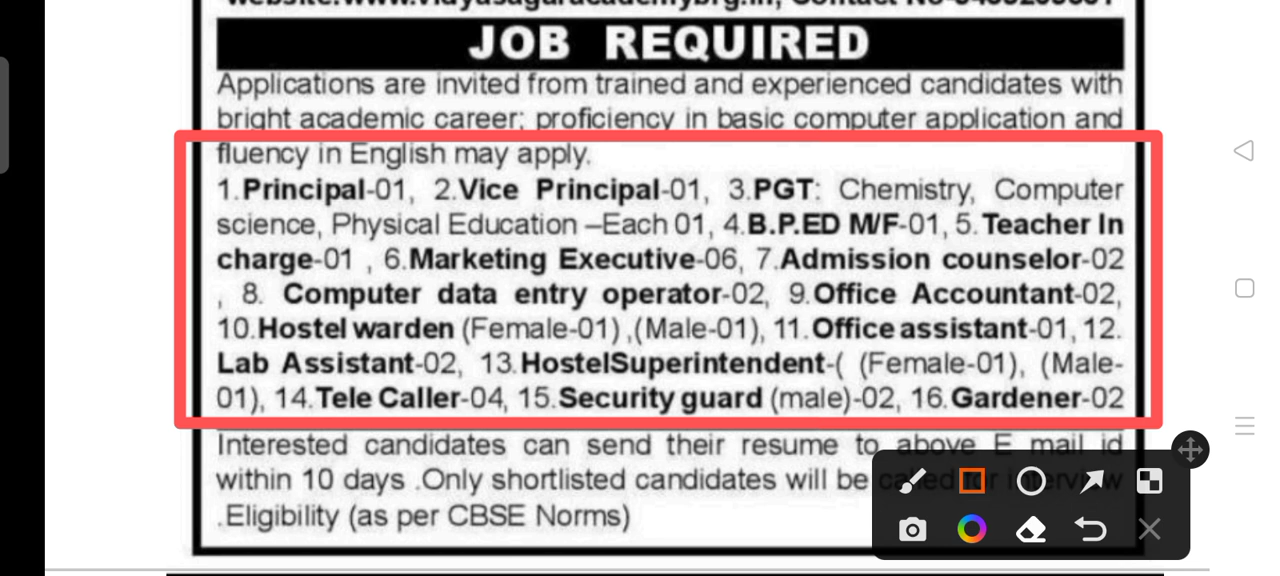 JOB REQUIRED
Applications are invited from trained and experienced candidates with
bright academic career; proficiency in basic computer application and
fluency in English may apply.
1.Principal-01, 2.Vice Principal-01, 3.PGT: Chemistry, Computer
science, Physical Education –Each 01, 4.B.P.ED M/F-01, 5.Teacher In
charge-01 , 6.Marketing Executive-06, 7.Admission counselor-02
, 8. Computer data entry operator-02, 9.Office Accountant-02,
10.Hostel warden (Female-01) ,(Male-01), 11.Office assistant-01, 12.
Lab Assistant-02, 13.HostelSuperintendent-( (Female-01), (Male-
01), 14.Tele Caller-04, 15.Security guard (male)-02, 16.Gardener-02
Interested candidates can send their resume to above E mail id
within 10 days .Only shortlisted candidates will be called for interview
.Eligibility (as per CBSE Norms)